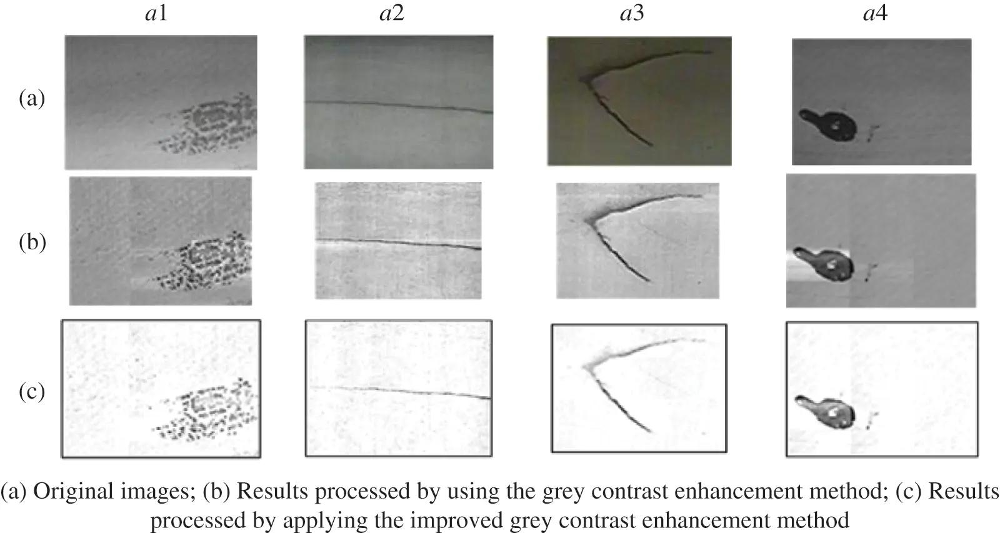 a1 a2 a3 a4
(a)
(b)
(c)
(a) Original images; (b) Results processed by using the grey contrast enhancement method; (c) Results
processed by applying the improved grey contrast enhancement method